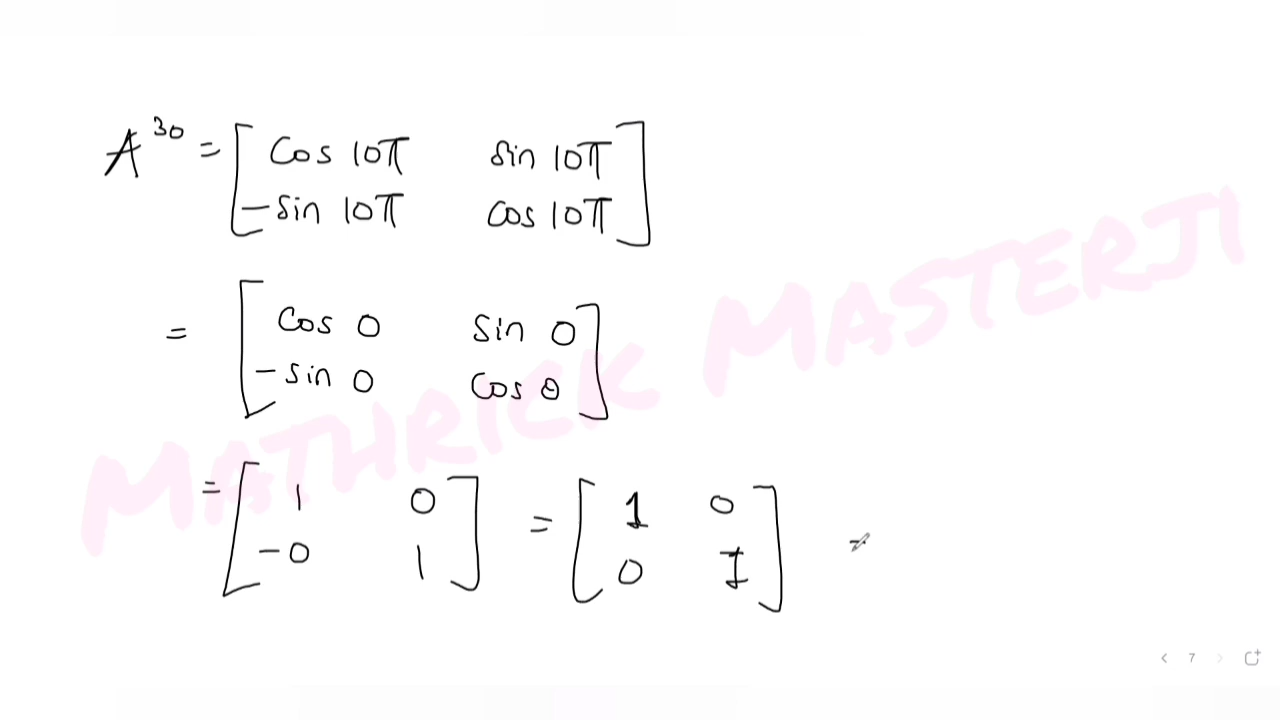 A^30 = [ cos 10π  sin 10π
-sin 10π  cos 10π ]
= [ cos 0  sin 0
-sin 0  cos θ ]
= [ 1  0 = [ 1  0
-0  1 ]  0  1 ] =
MATHRICK MASTERJI
< 7 >